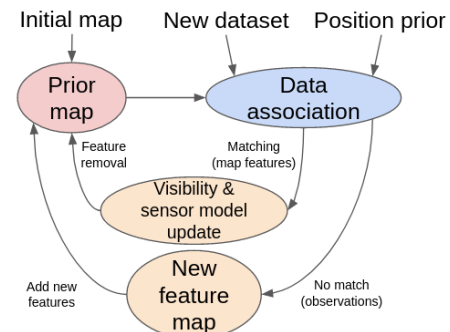 Initial map
New dataset
Position prior
Prior
map
Data
association
Feature
removal
Matching
(map features)
Visibility &
sensor model
update
New
feature
map
Add new
features
No match
(observations)